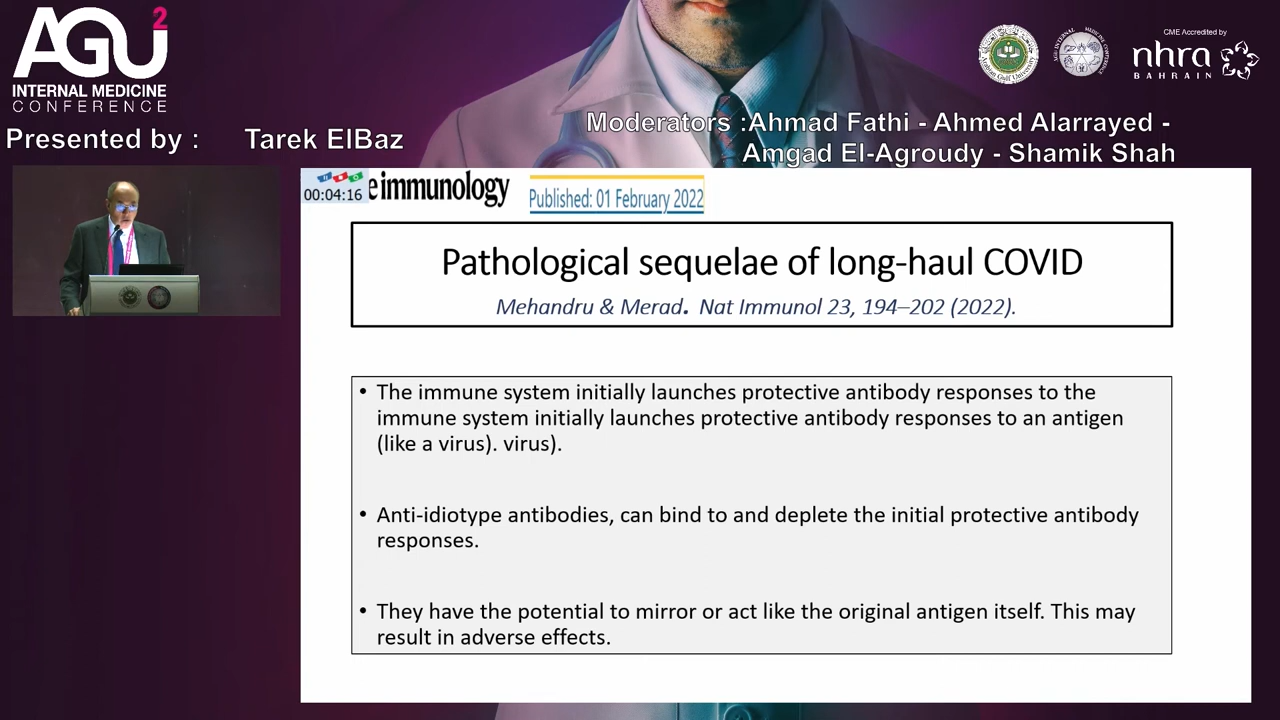 AGU2
INTERNAL MEDICINE
CONFERENCE
CME Accredited by
nhra
BAHRAIN
Presented by : Tarek ElBaz
Moderators :Ahmad Fathi - Ahmed Alarrayed -
Amgad El-Agroudy - Shamik Shah
00:04:16
e immunology
Published: 01 February 2022
Pathological sequelae of long-haul COVID
Mehandru & Merad. Nat Immunol 23, 194–202 (2022).
• The immune system initially launches protective antibody responses to the
immune system initially launches protective antibody responses to an antigen
(like a virus). virus).
• Anti-idiotype antibodies, can bind to and deplete the initial protective antibody
responses.
• They have the potential to mirror or act like the original antigen itself. This may
result in adverse effects.